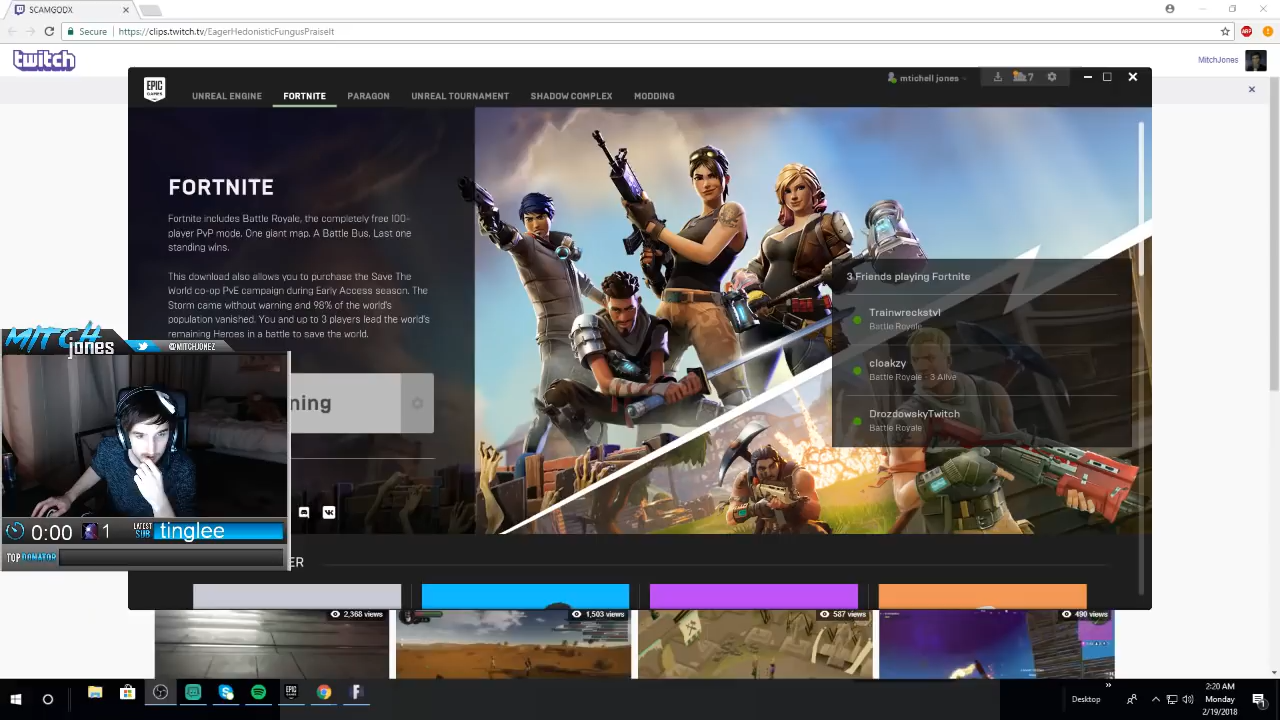 SCAMGODX
Secure
https://clips.twitch.tv/EagerHedonisticFungusPraiseIt
ABP
twitch
MitchJones
EPIC
GAMES
mtichell jones
7
UNREAL ENGINE
FORTNITE
PARAGON
UNREAL TOURNAMENT
SHADOW COMPLEX
MODDING
FORTNITE
Fortnite includes Battle Royale, the completely free 100-
player PvP mode. One giant map. A Battle Bus. Last one
standing wins.
This download also allows you to purchase the Save The
World co-op PvE campaign during Early Access season. The
Storm came without warning and 98% of the world's
population vanished. You and up to 3 players lead the world's
remaining Heroes in a battle to save the world.
3 Friends playing Fortnite
Trainwreckstvl
Battle Royale
cloakzy
Battle Royale - 3 Alive
DrozdowskyTwitch
Battle Royale
MITCH
jones
@MITCHJONEZ
ning
0:00
1
LATEST
SUB
tinglee
TOP DONATOR
ER
2,368 views
1,503 views
587 views
490 views
EPIC
GAMES
F
Desktop
2:20 AM
Monday
2/19/2018
1